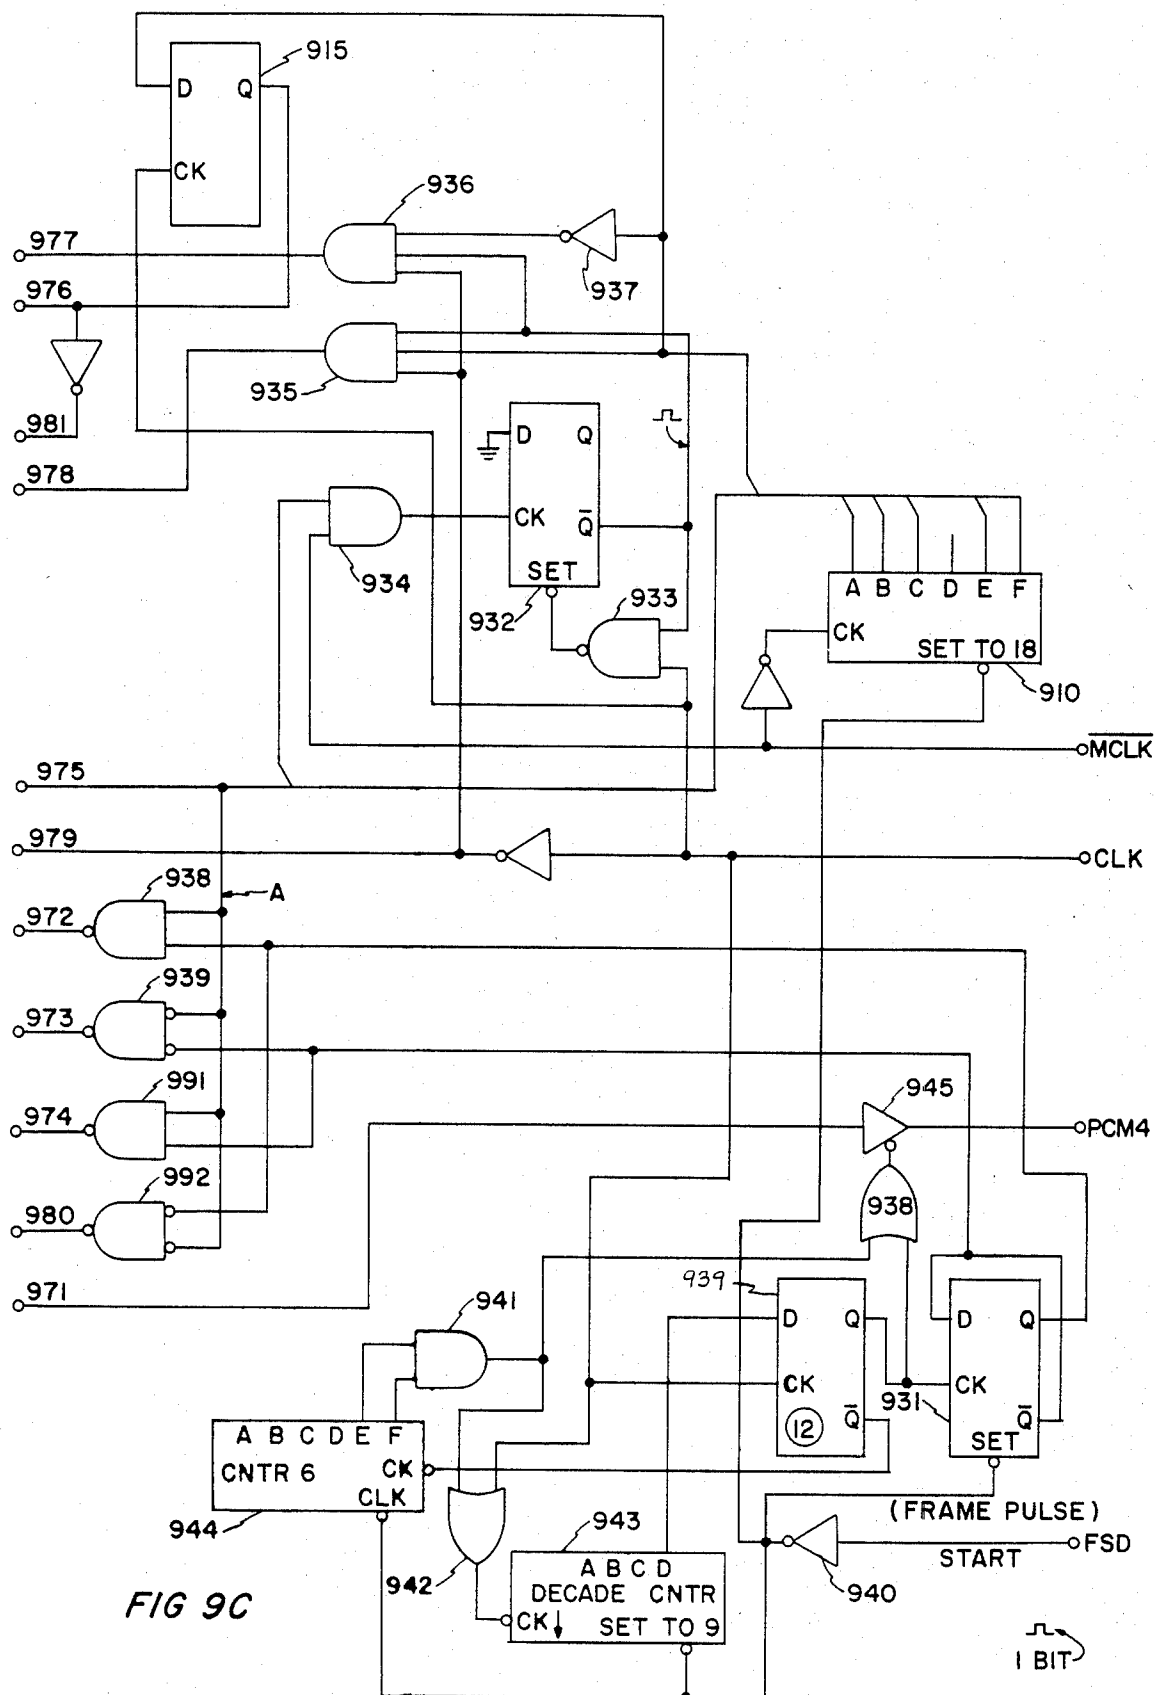 915
D Q
CK
936
977
937
976
935
981
978
D Q
CK Q̅
SET
932
934
933
A B C D E F
CK
SET TO 18
910
M̅C̅L̅K̅
975
979
CLK
938
A
972
939
973
991
974
992
980
971
945
PCM4
938
939
D Q
CK
Q̅
12
D Q
CK
931
Q̅
SET
941
A B C D E F
CNTR 6 CK
CLK
944
942
943
A B C D
DECADE CNTR
CK↓ SET TO 9
(FRAME PULSE)
FSD
START
940
FIG 9C
1 BIT